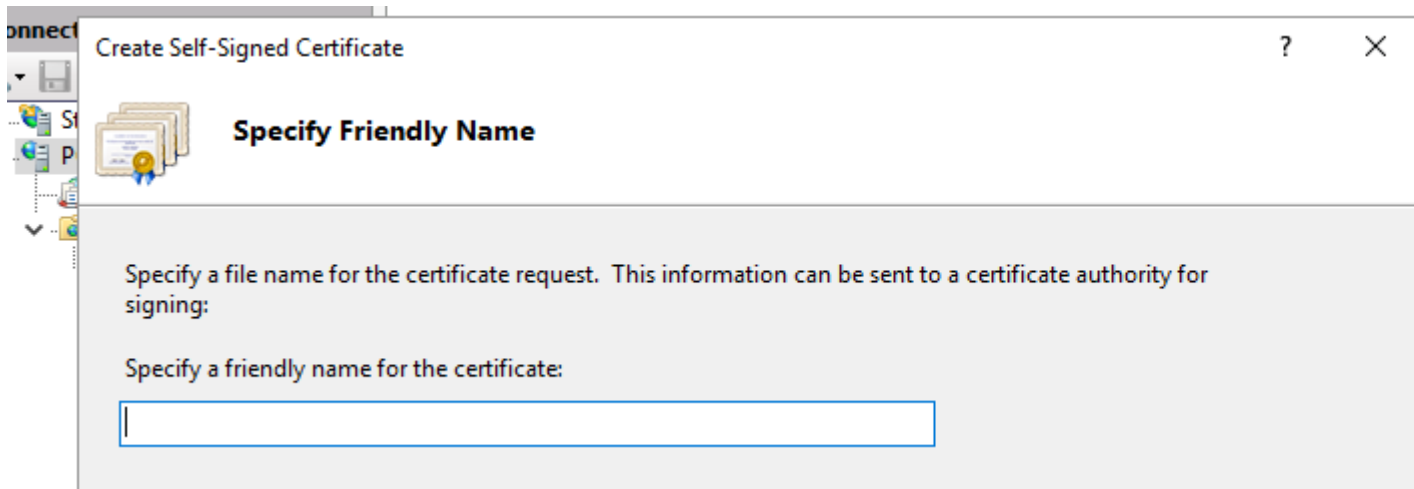 Create Self-Signed Certificate
?
Specify Friendly Name
Specify a file name for the certificate request.  This information can be sent to a certificate authority for
signing:
Specify a friendly name for the certificate: